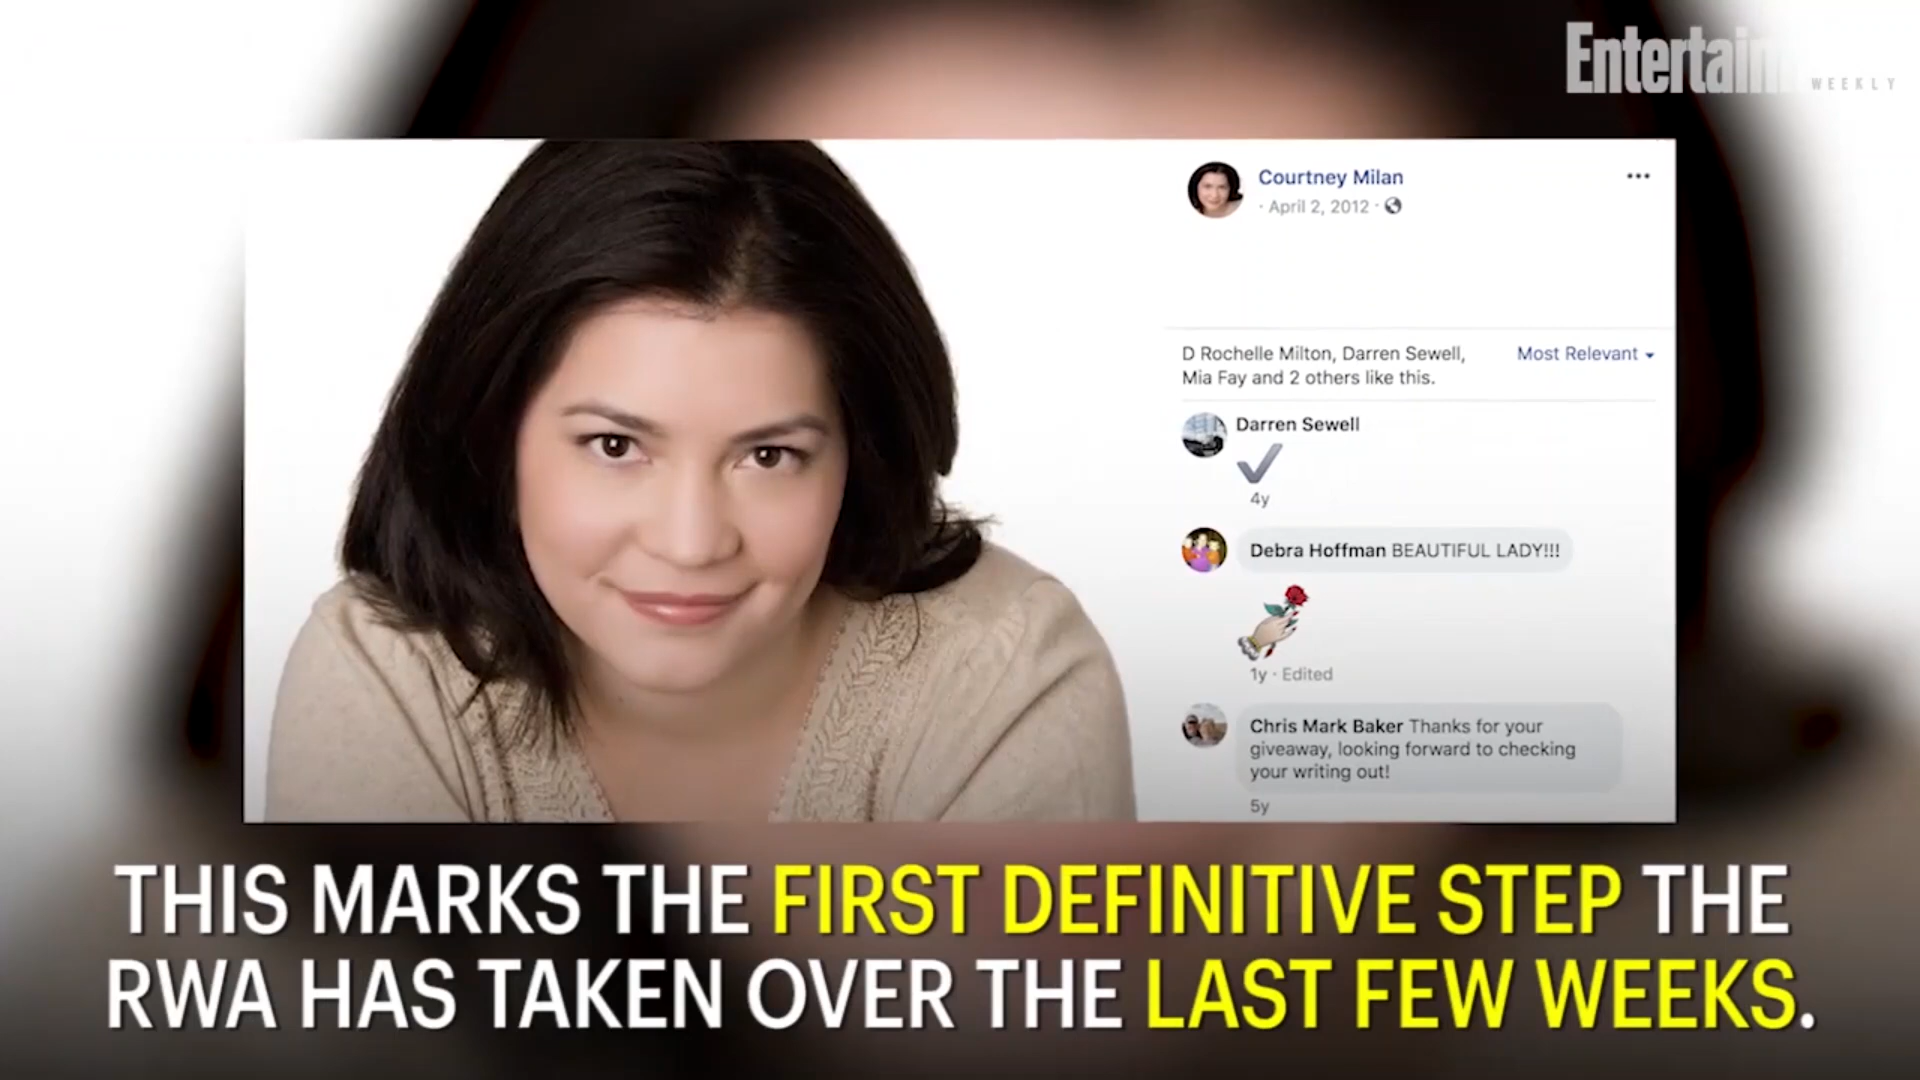 Entertain
WEEKLY
Courtney Milan
· April 2, 2012 ·
D Rochelle Milton, Darren Sewell,
Mia Fay and 2 others like this.
Most Relevant
Darren Sewell
4y
Debra Hoffman BEAUTIFUL LADY!!!
1y · Edited
Chris Mark Baker Thanks for your
giveaway, looking forward to checking
your writing out!
5y
THIS MARKS THE FIRST DEFINITIVE STEP THE
RWA HAS TAKEN OVER THE LAST FEW WEEKS.